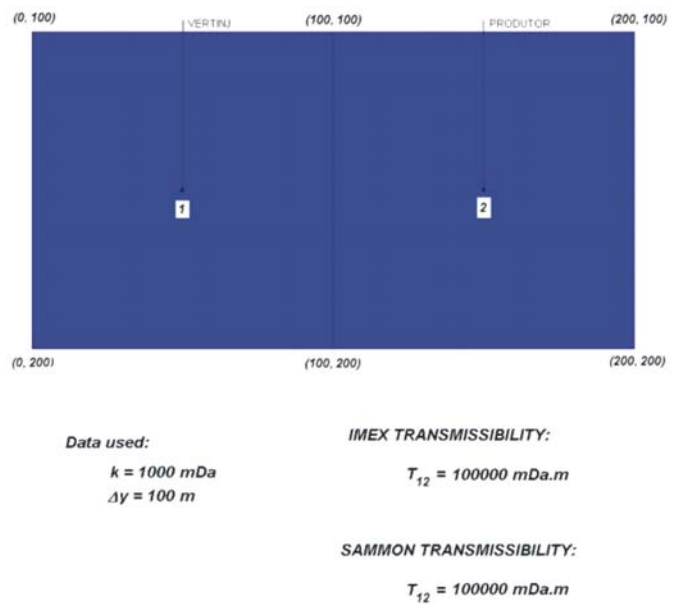 (0, 100) VERTINJ (100, 100) PRODUTOR (200, 100)
1 2
(0, 200) (100, 200) (200, 200)
Data used:
k = 1000 mDa
Δy = 100 m
IMEX TRANSMISSIBILITY:
T12 = 100000 mDa.m
SAMMON TRANSMISSIBILITY:
T12 = 100000 mDa.m